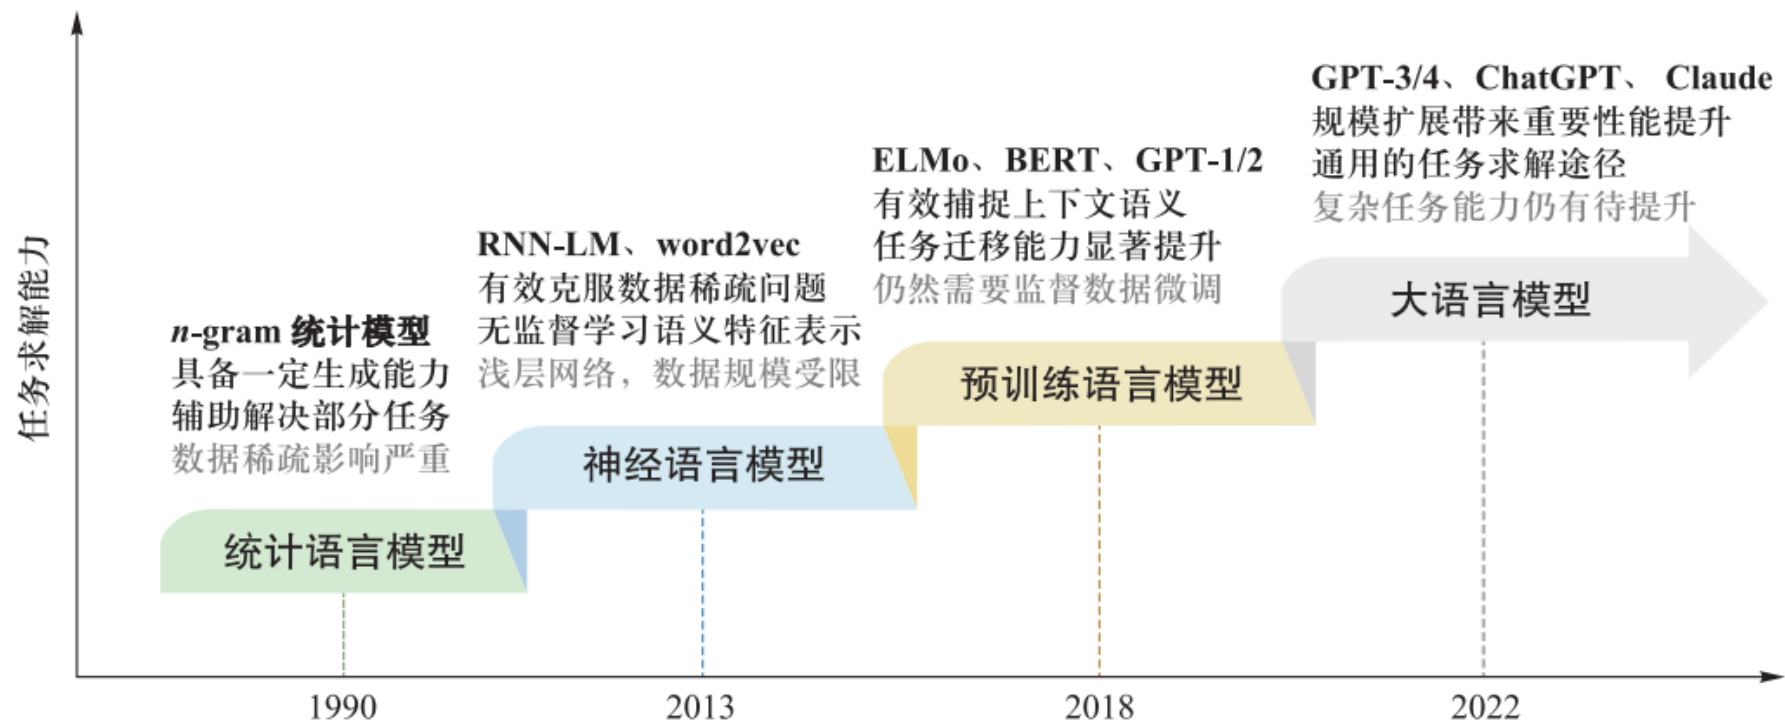 任务求解能力
n-gram 统计模型
具备一定生成能力
辅助解决部分任务
数据稀疏影响严重
统计语言模型
1990
RNN-LM、word2vec
有效克服数据稀疏问题
无监督学习语义特征表示
浅层网络，数据规模受限
神经语言模型
2013
ELMo、BERT、GPT-1/2
有效捕捉上下文语义
任务迁移能力显著提升
仍然需要监督数据微调
预训练语言模型
2018
GPT-3/4、ChatGPT、 Claude
规模扩展带来重要性能提升
通用的任务求解途径
复杂任务能力仍有待提升
大语言模型
2022